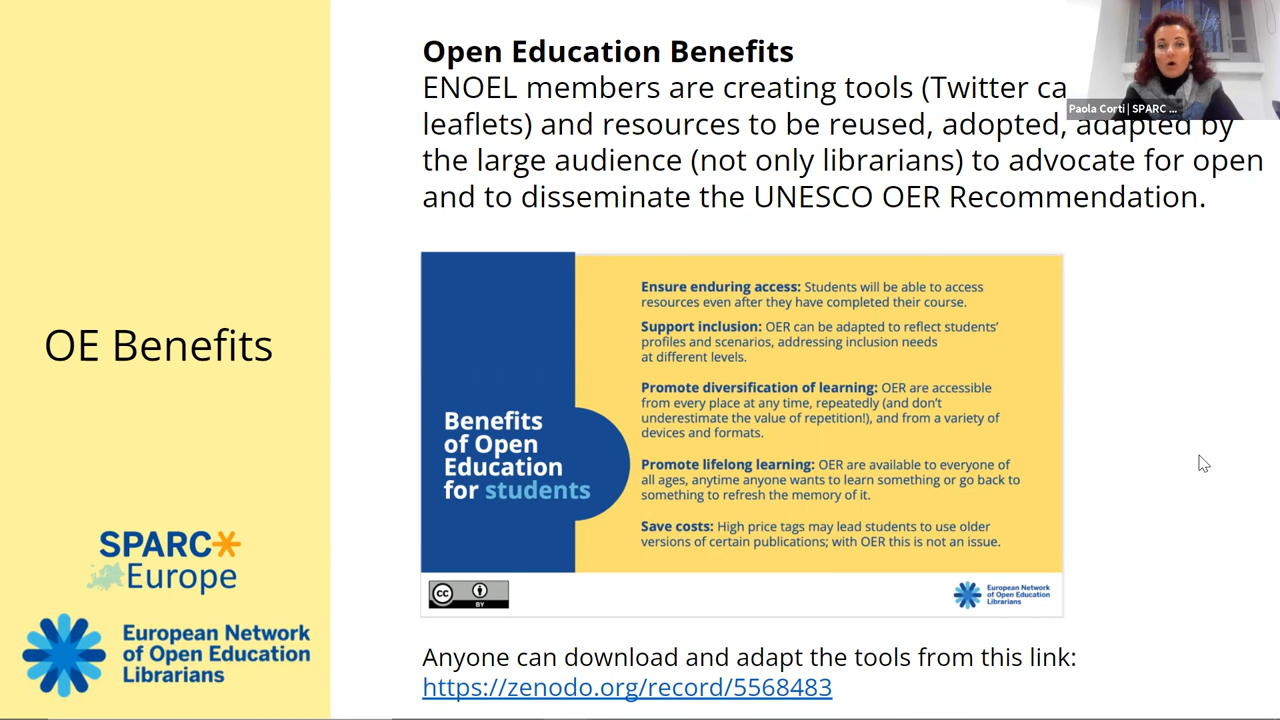 Open Education Benefits
ENOEL members are creating tools (Twitter ca
leaflets) and resources to be reused, adopted, adapted by
the large audience (not only librarians) to advocate for open
and to disseminate the UNESCO OER Recommendation.
Paola Corti | SPARC ...
OE Benefits
Benefits
of Open
Education
for students
Ensure enduring access: Students will be able to access
resources even after they have completed their course.
Support inclusion: OER can be adapted to reflect students’
profiles and scenarios, addressing inclusion needs
at different levels.
Promote diversification of learning: OER are accessible
from every place at any time, repeatedly (and don’t
underestimate the value of repetition!), and from a variety of
devices and formats.
Promote lifelong learning: OER are available to everyone of
all ages, anytime anyone wants to learn something or go back to
something to refresh the memory of it.
Save costs: High price tags may lead students to use older
versions of certain publications; with OER this is not an issue.
CC BY
European Network
of Open Education
Librarians
SPARC
Europe
European Network
of Open Education
Librarians
Anyone can download and adapt the tools from this link:
https://zenodo.org/record/5568483